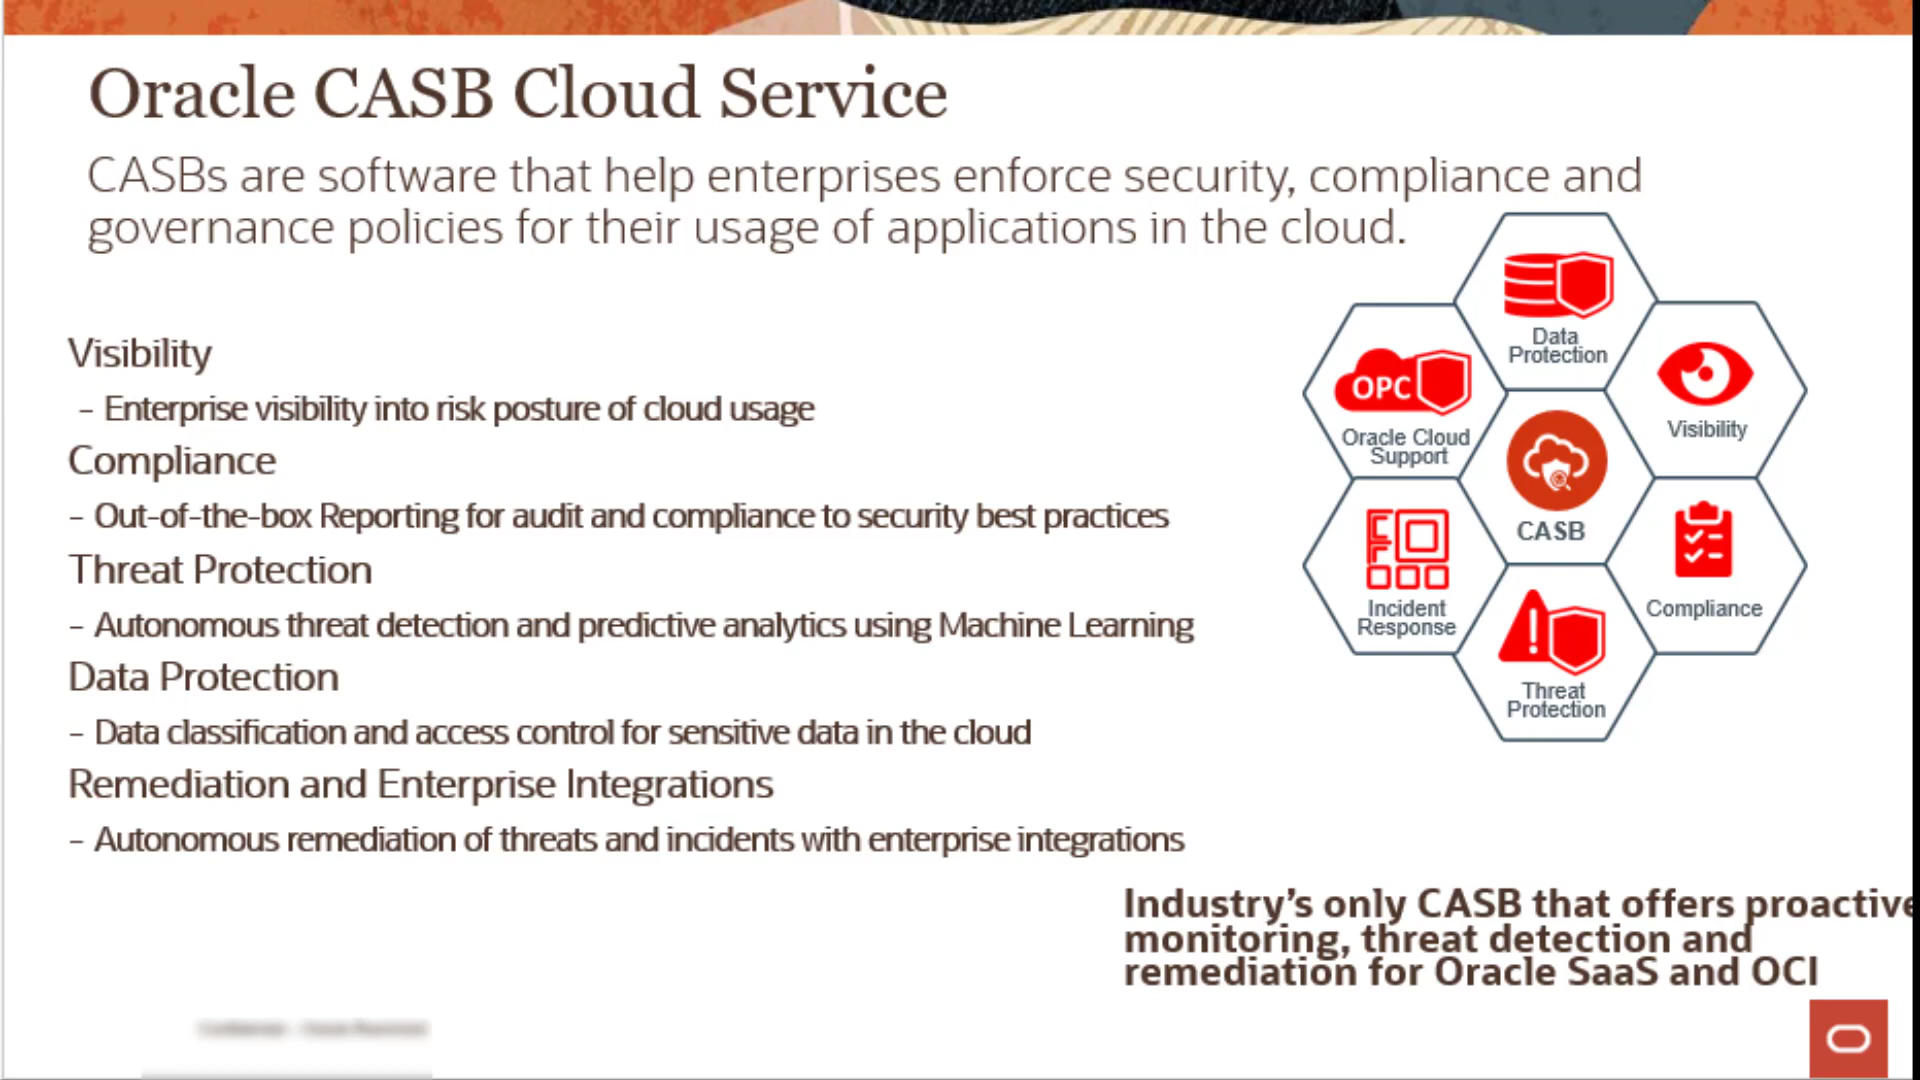 Oracle CASB Cloud Service
CASBs are software that help enterprises enforce security, compliance and
governance policies for their usage of applications in the cloud.
Visibility
– Enterprise visibility into risk posture of cloud usage
Compliance
– Out-of-the-box Reporting for audit and compliance to security best practices
Threat Protection
– Autonomous threat detection and predictive analytics using Machine Learning
Data Protection
– Data classification and access control for sensitive data in the cloud
Remediation and Enterprise Integrations
– Autonomous remediation of threats and incidents with enterprise integrations
Data
Protection
OPC
Oracle Cloud
Support
Visibility
CASB
Incident
Response
Compliance
Threat
Protection
Industry's only CASB that offers proactive
monitoring, threat detection and
remediation for Oracle SaaS and OCI